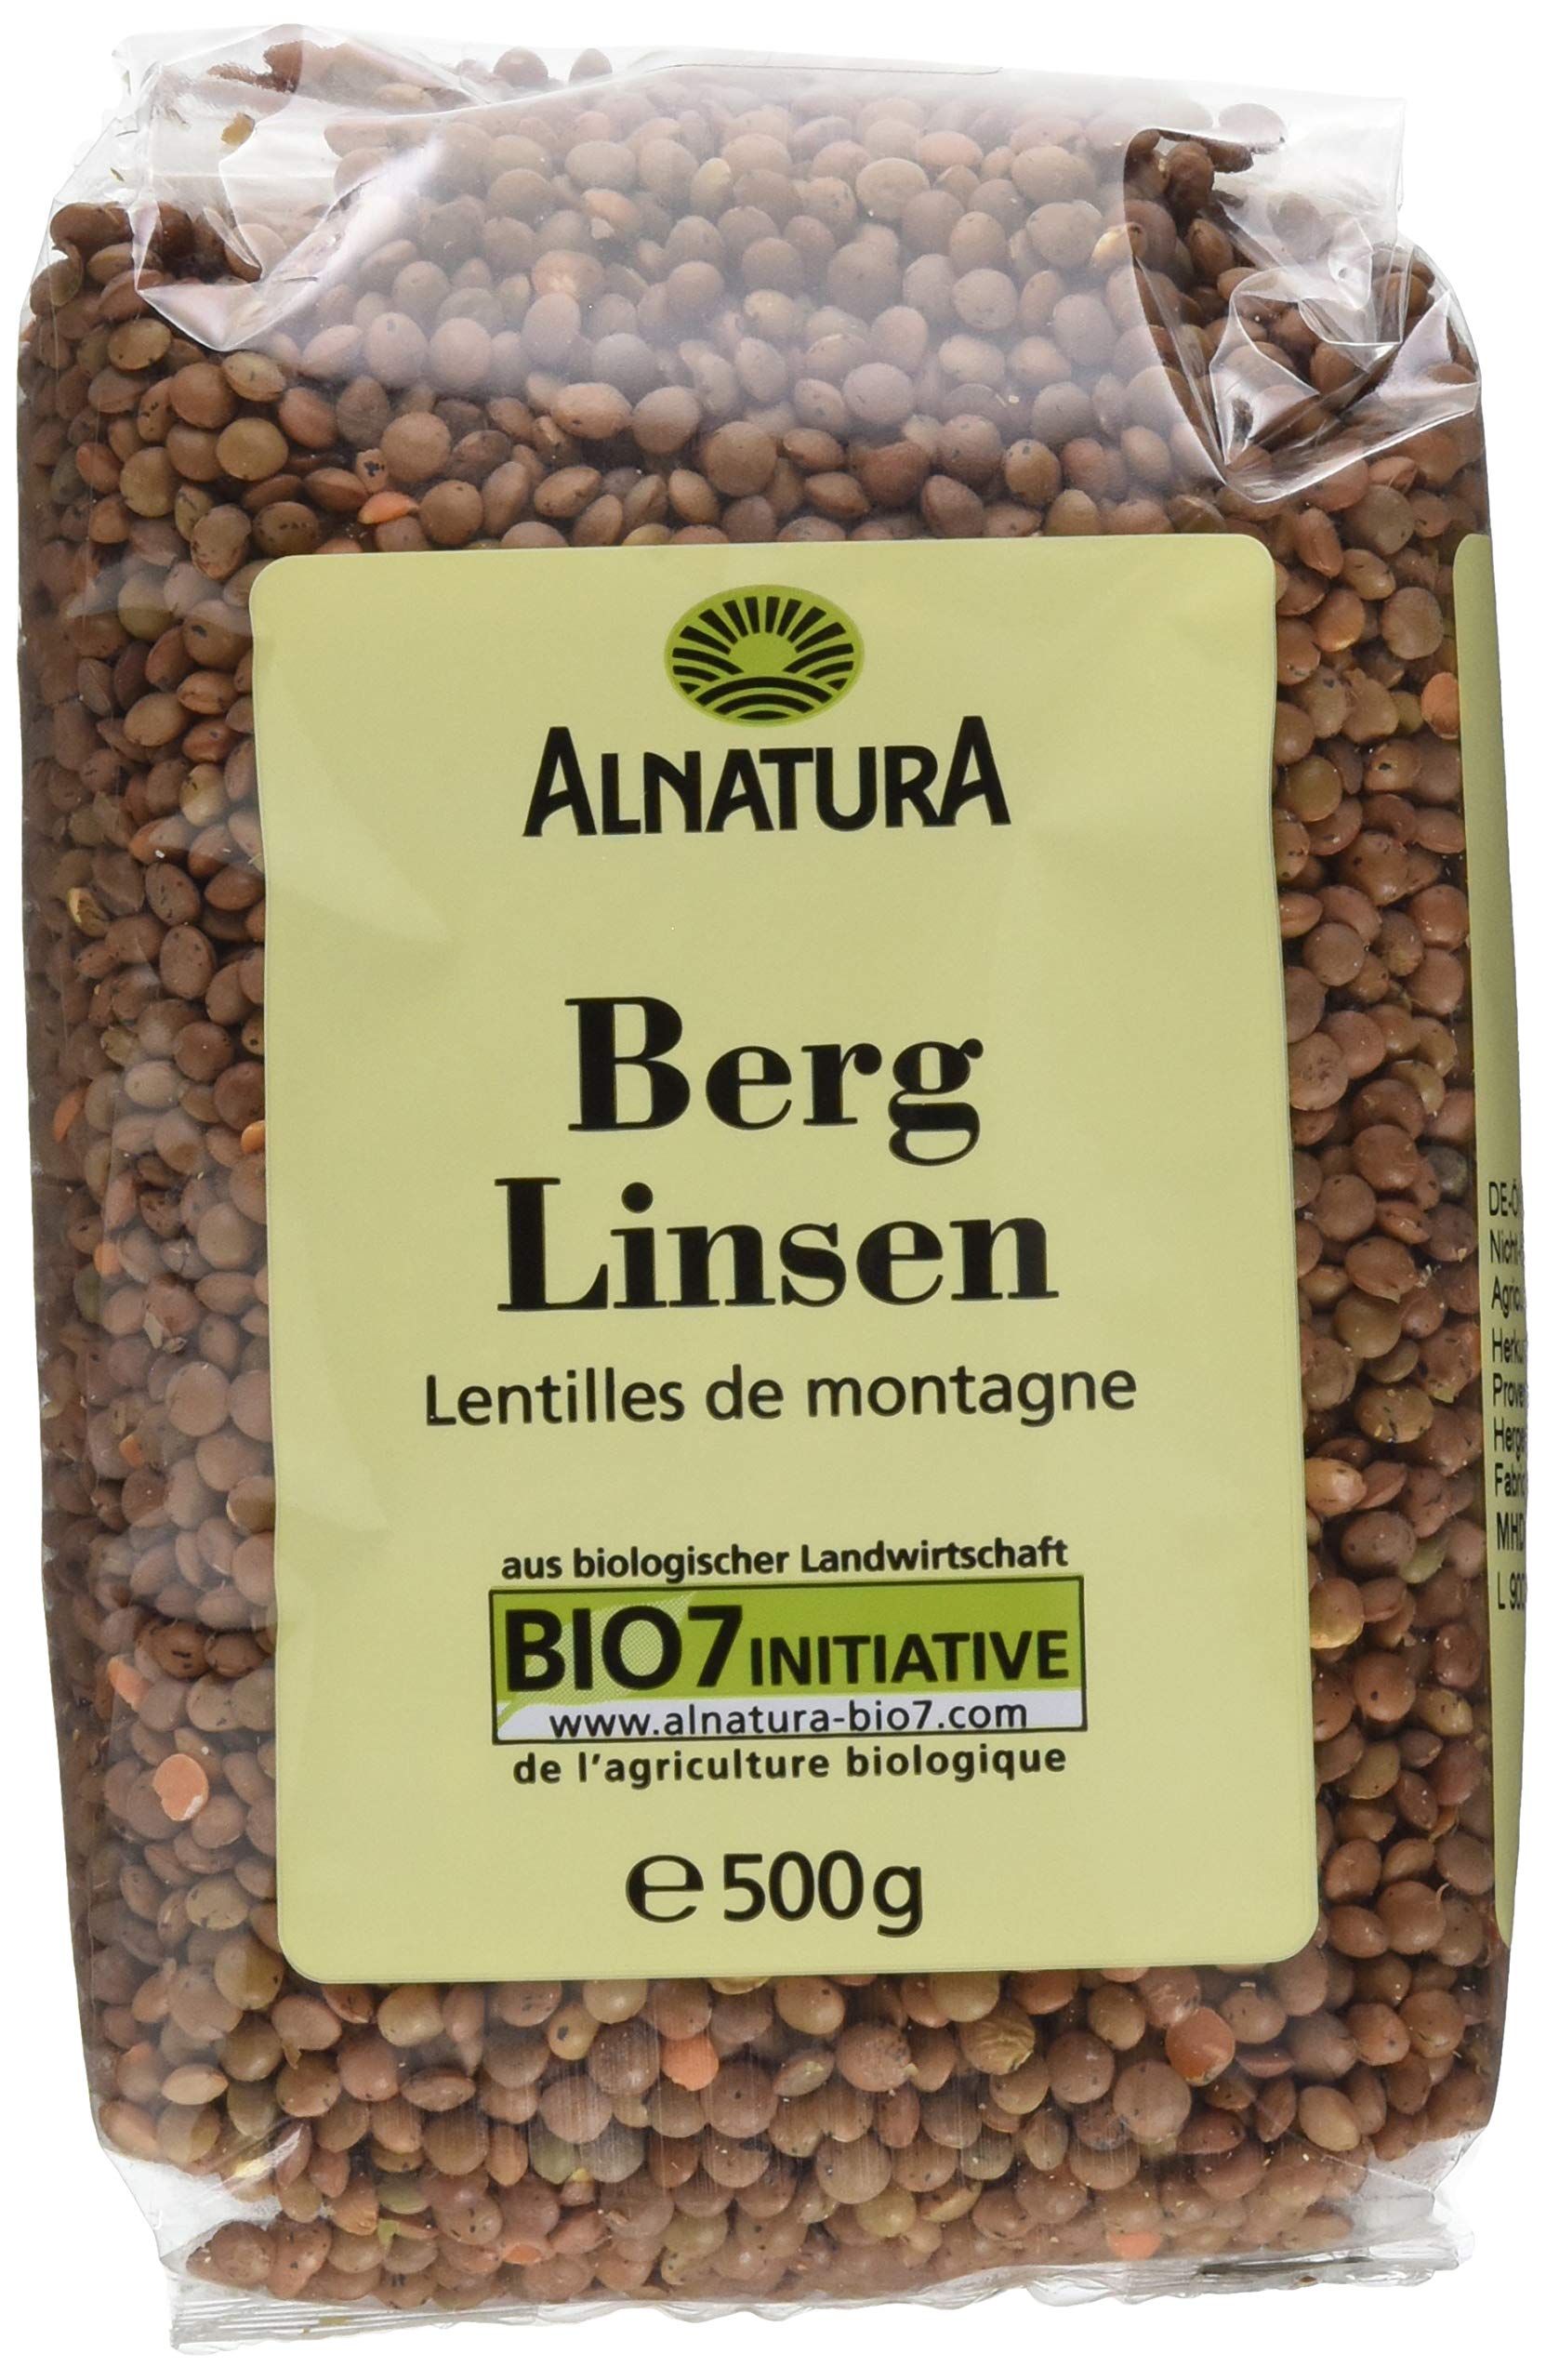 ALNATURA
Berg
Linsen
Lentilles de montagne
aus biologischer Landwirtschaft
BIO7 INITIATIVE
www.alnatura-bio7.com
de l'agriculture biologique
℮ 500g
MHD